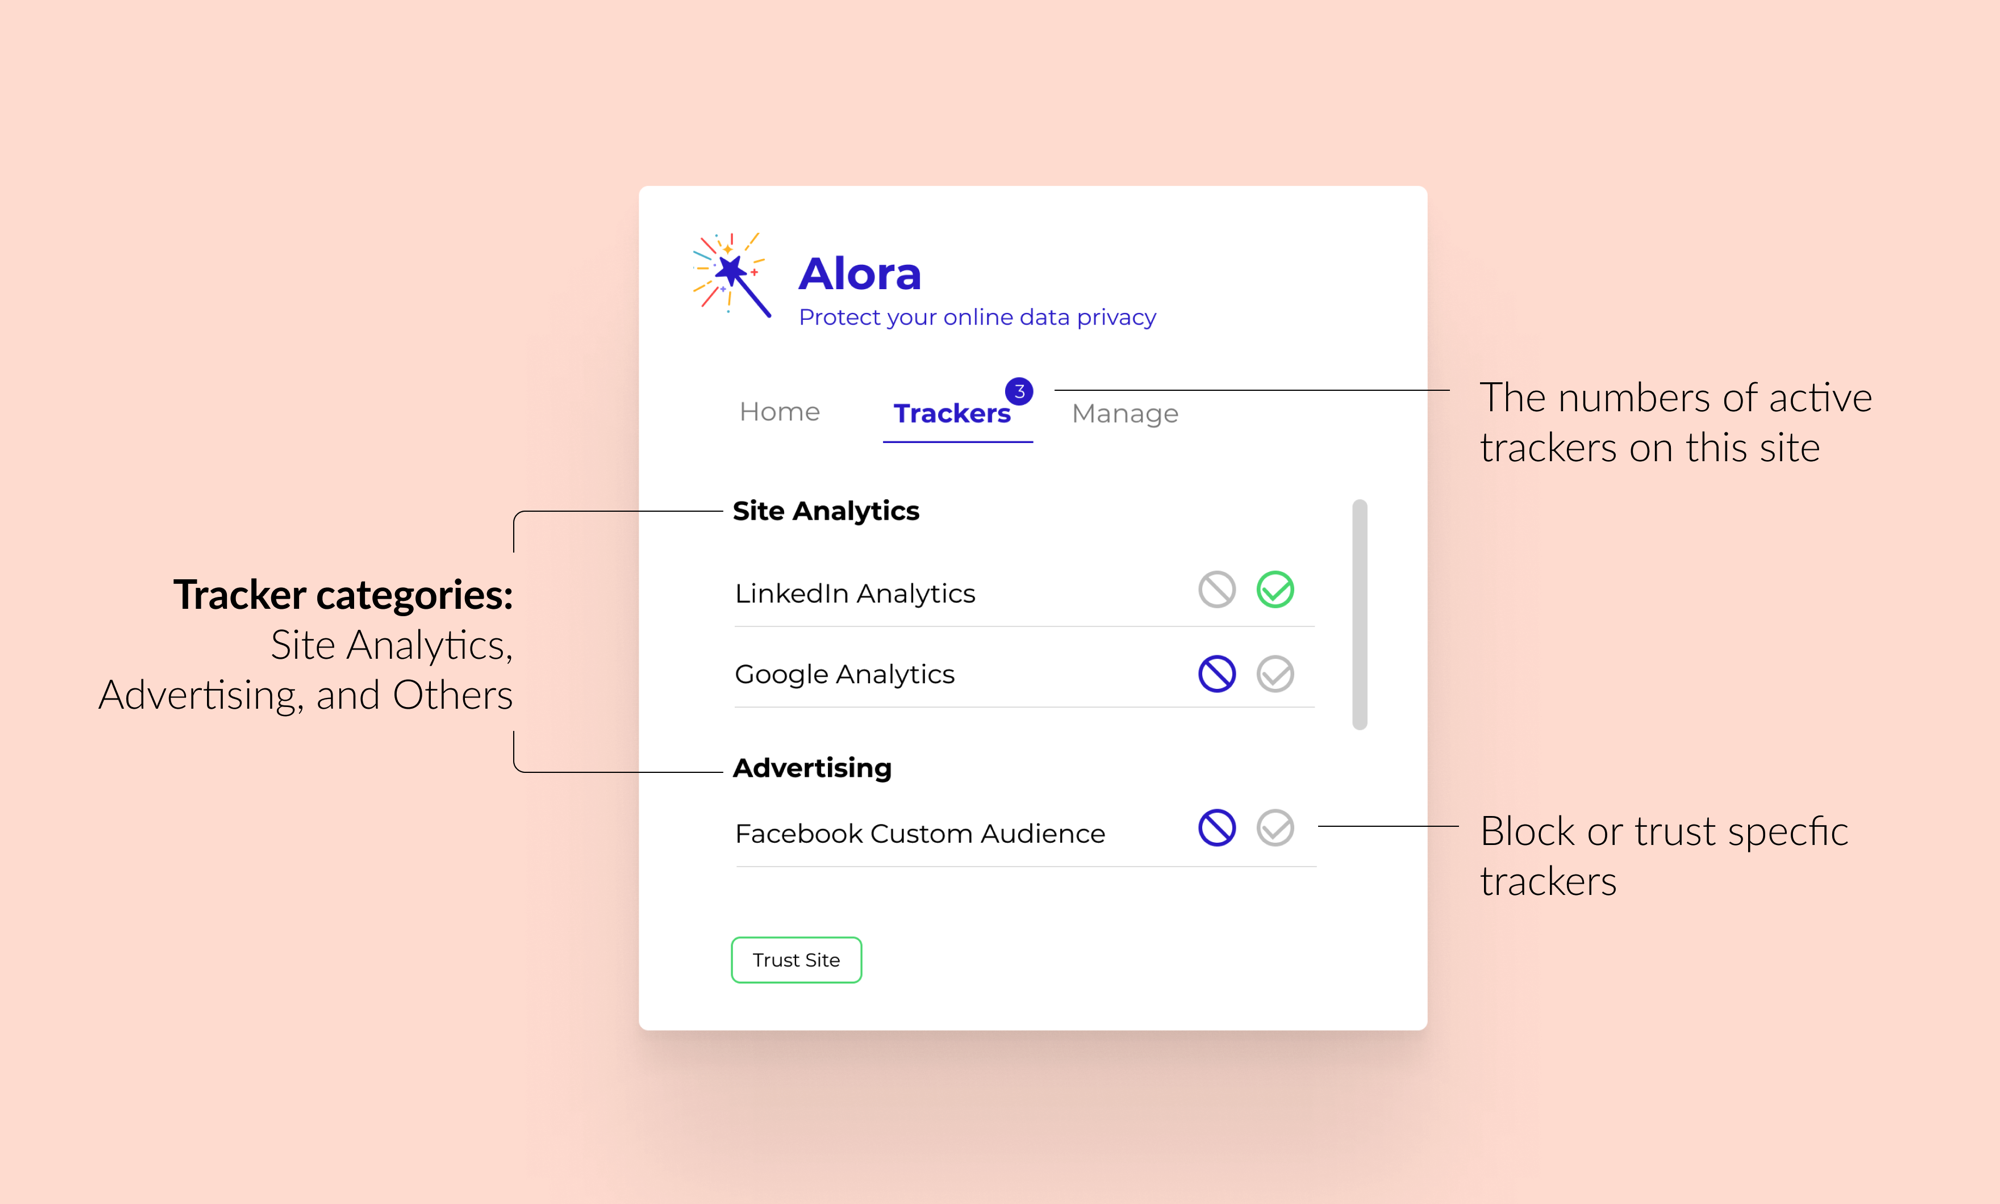 Alora
Protect your online data privacy
Home
Trackers
3
Manage
The numbers of active
trackers on this site
Site Analytics
LinkedIn Analytics
Google Analytics
Tracker categories:
Site Analytics,
Advertising, and Others
Advertising
Facebook Custom Audience
Block or trust specfic
trackers
Trust Site